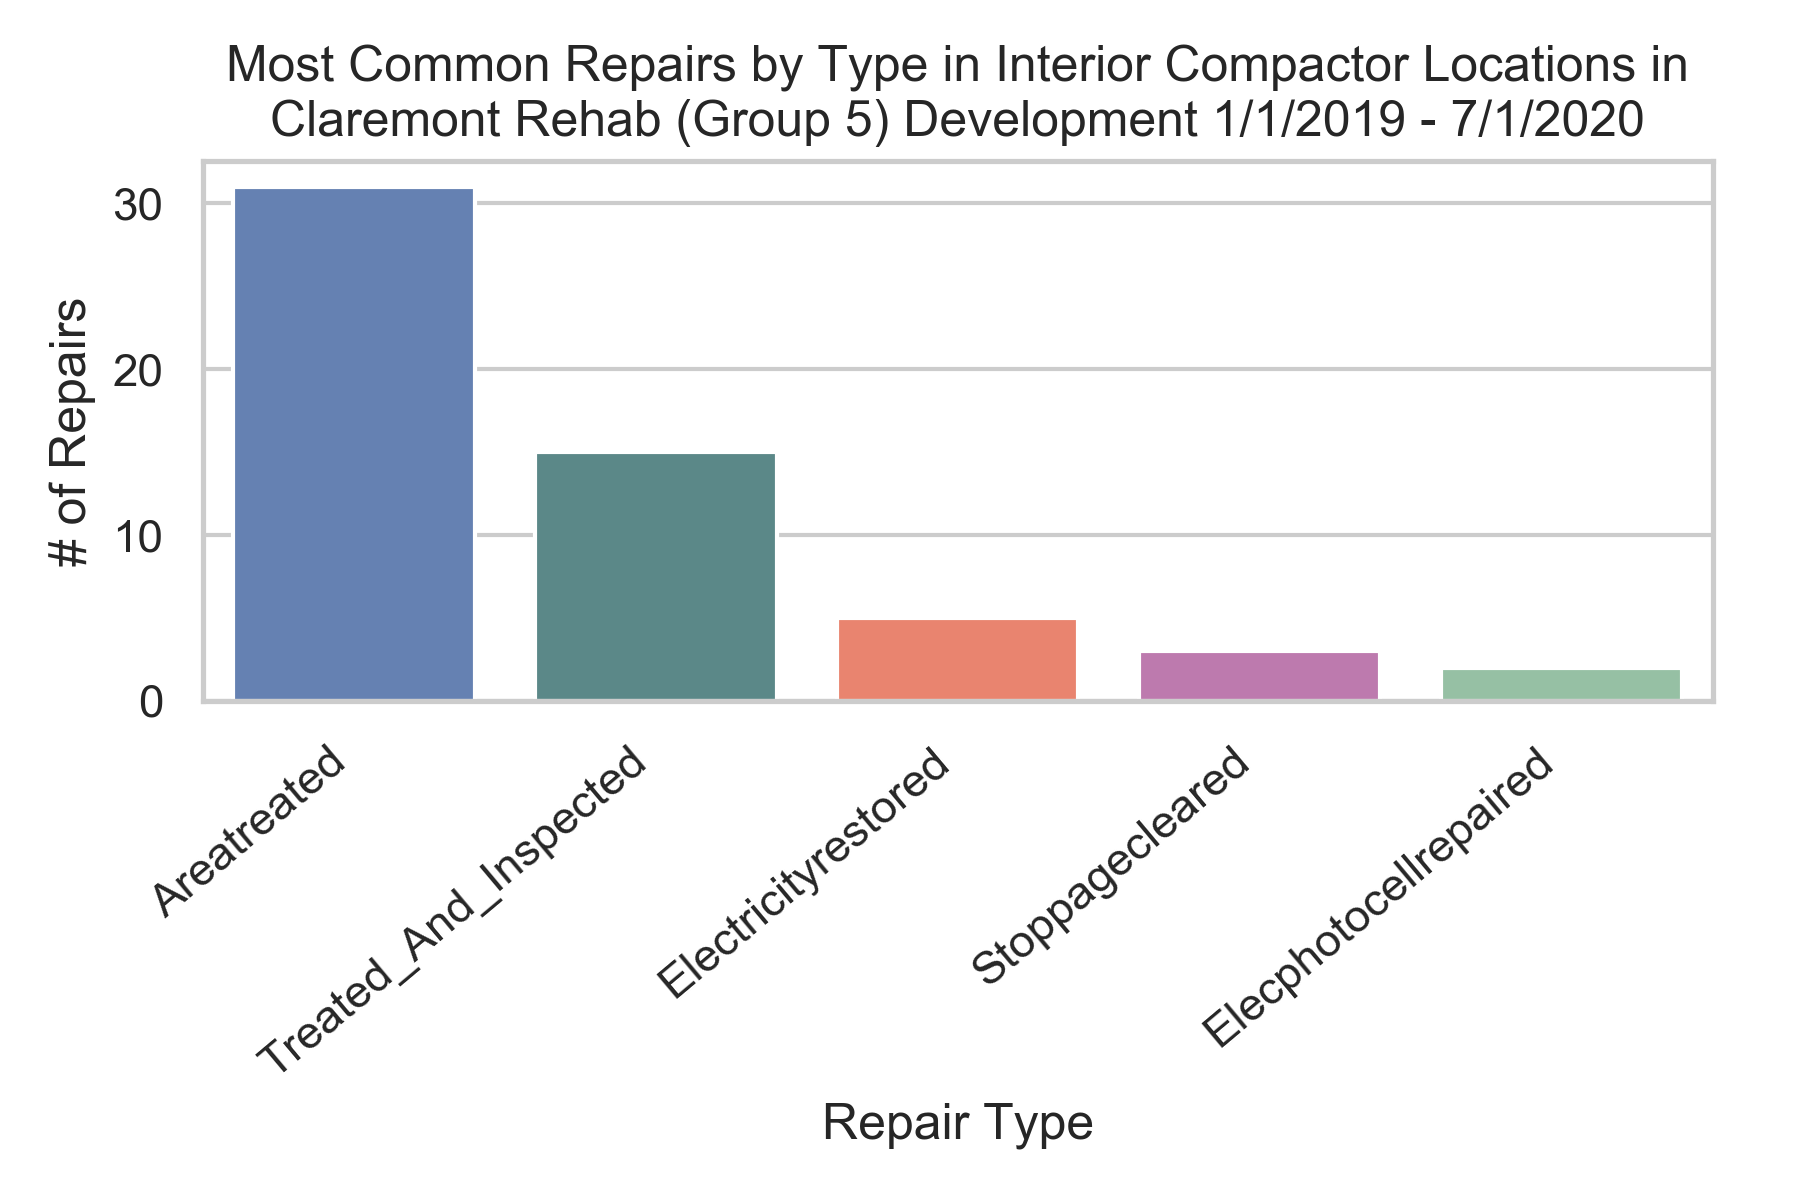 Most Common Repairs by Type in Interior Compactor Locations in
Claremont Rehab (Group 5) Development 1/1/2019 - 7/1/2020
# of Repairs
30
20
10
0
Areatreated
Treated_And_Inspected
Electricityrestored
Stoppagecleared
Elecphotocellrepaired
Repair Type